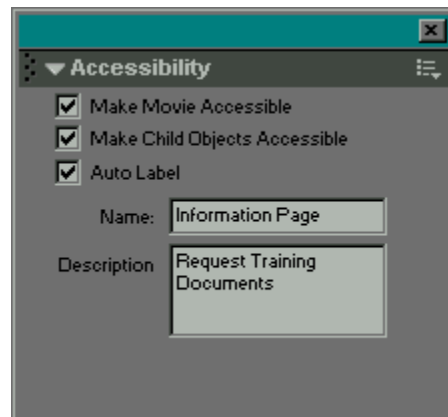 Accessibility
Make Movie Accessible
Make Child Objects Accessible
Auto Label
Name: Information Page
Description Request Training
Documents